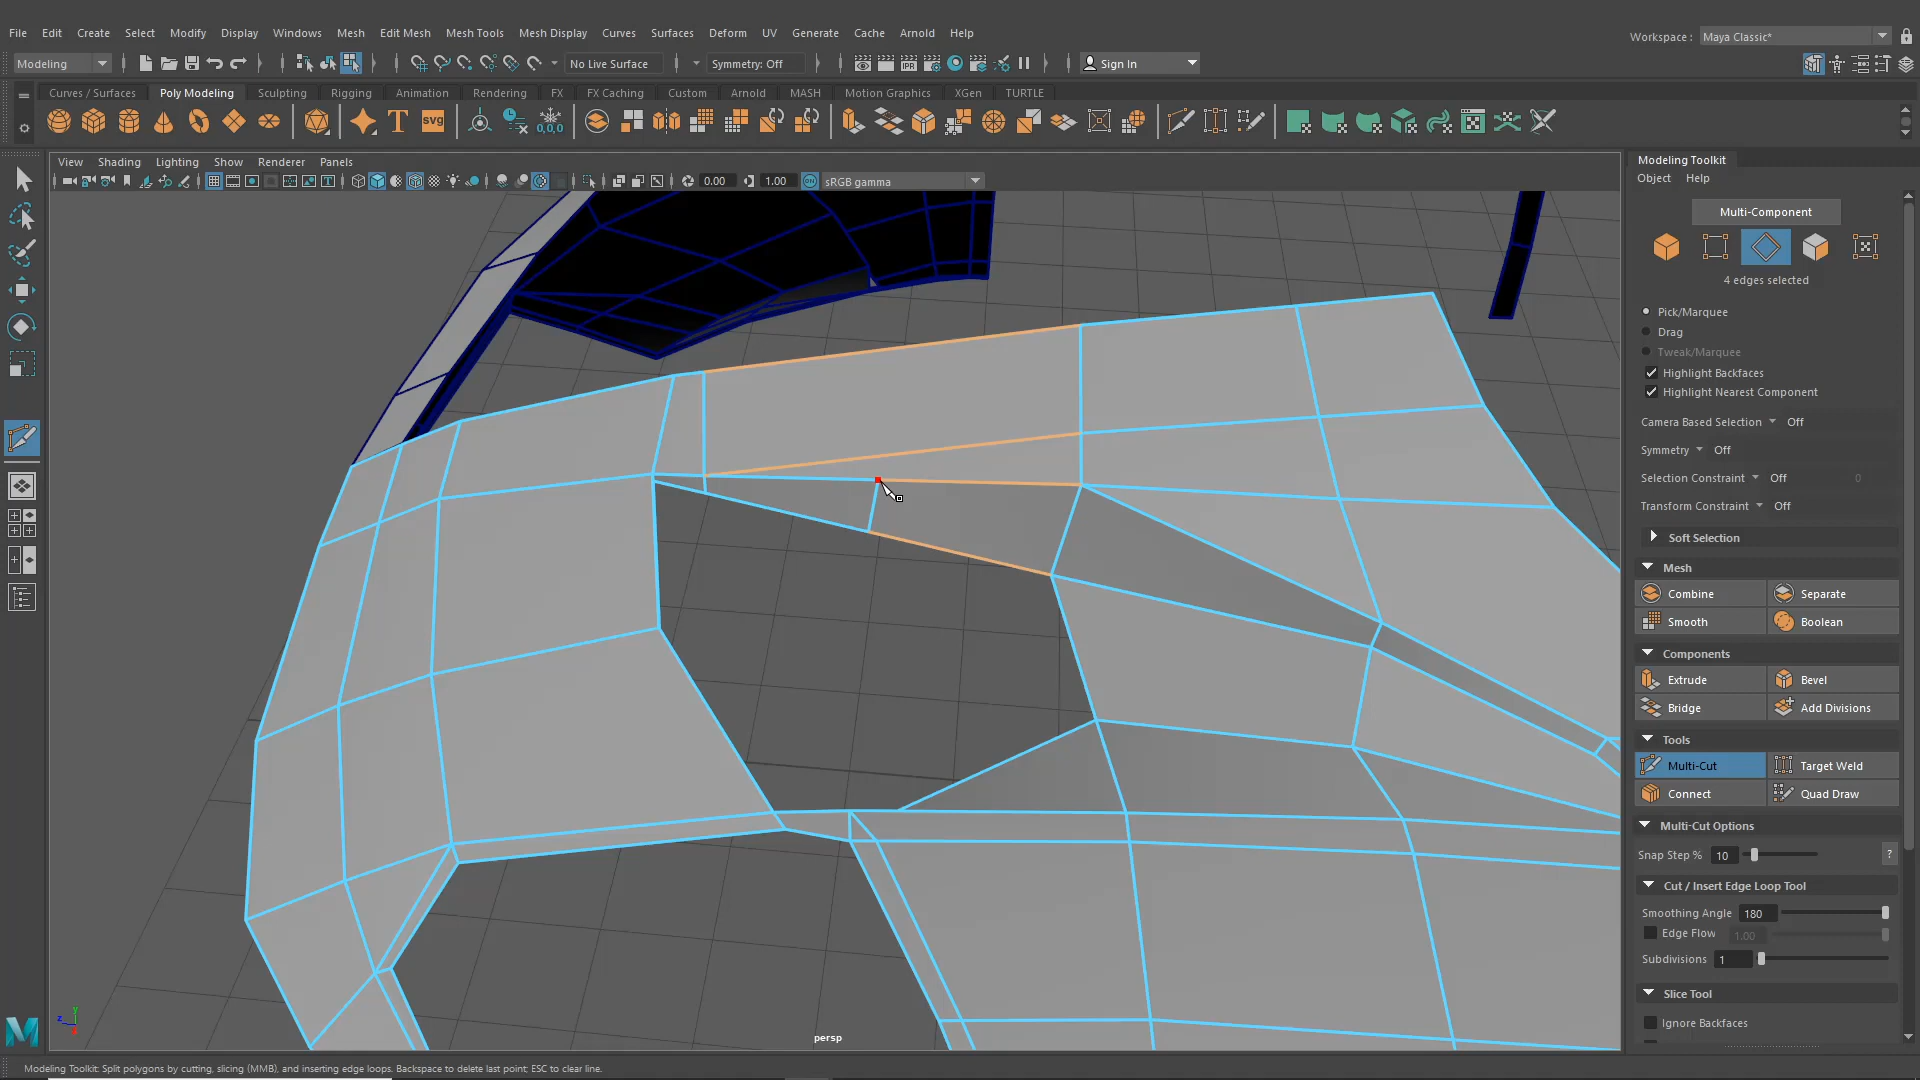 File Edit Create Select Modify Display Windows Mesh Edit Mesh Mesh Tools Mesh Display Curves Surfaces Deform UV Generate Cache Arnold Help
Workspace : Maya Classic*
Modeling No Live Surface Symmetry: Off Sign In
Curves / Surfaces Poly Modeling Sculpting Rigging Animation Rendering FX FX Caching Custom Arnold MASH Motion Graphics XGen TURTLE
IPR
T svg 0,0,0
View Shading Lighting Show Renderer Panels
0.00 1.00 ON sRGB gamma
Modeling Toolkit
Object Help
Multi-Component
4 edges selected
Pick/Marquee
Drag
Tweak/Marquee
Highlight Backfaces
Highlight Nearest Component
Camera Based Selection Off
Symmetry Off
Selection Constraint Off 0
Transform Constraint Off
Soft Selection
Mesh
Combine Separate
Smooth Boolean
Components
Extrude Bevel
Bridge Add Divisions
Tools
Multi-Cut Target Weld
Connect Quad Draw
Multi-Cut Options
Snap Step % 10 ?
Cut / Insert Edge Loop Tool
Smoothing Angle 180
Edge Flow 1.00
Subdivisions 1
Slice Tool
Ignore Backfaces
y
z
x
persp
M
Modeling Toolkit: Split polygons by cutting, slicing (MMB), and inserting edge loops. Backspace to delete last point; ESC to clear line.